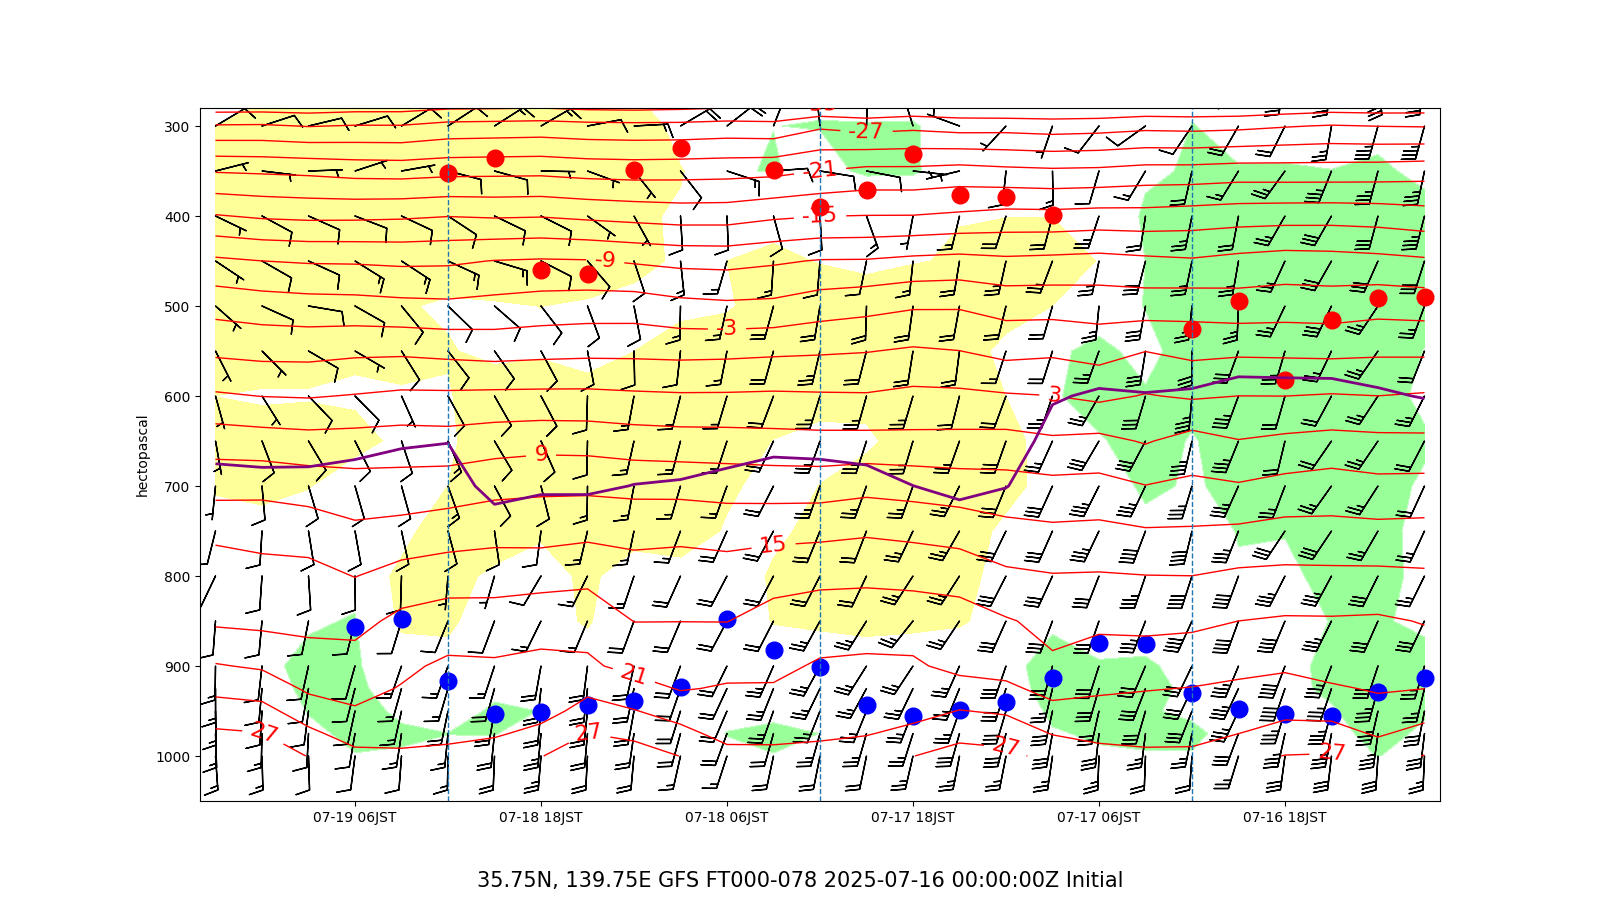 300
-27
-21
400
-15
-9
500
-3
600
3
9
hectopascal
700
15
800
900
21
27
27
27
27
1000
07-19 06JST
07-18 18JST
07-18 06JST
07-17 18JST
07-17 06JST
07-16 18JST
35.75N, 139.75E GFS FT000-078 2025-07-16 00:00:00Z Initial